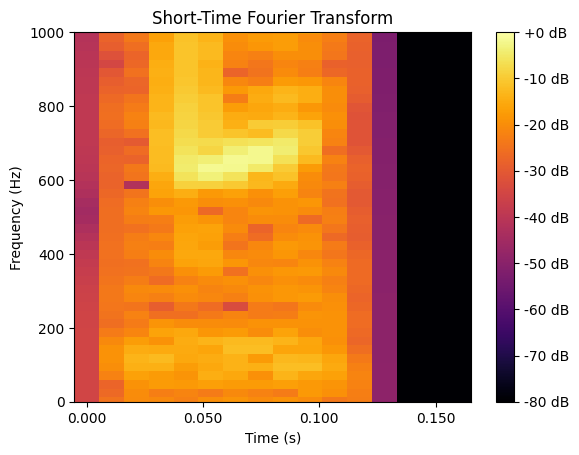 Short-Time Fourier Transform
1000
800
600
400
200
0
Frequency (Hz)
0.000
0.050
0.100
0.150
Time (s)
+0 dB
-10 dB
-20 dB
-30 dB
-40 dB
-50 dB
-60 dB
-70 dB
-80 dB